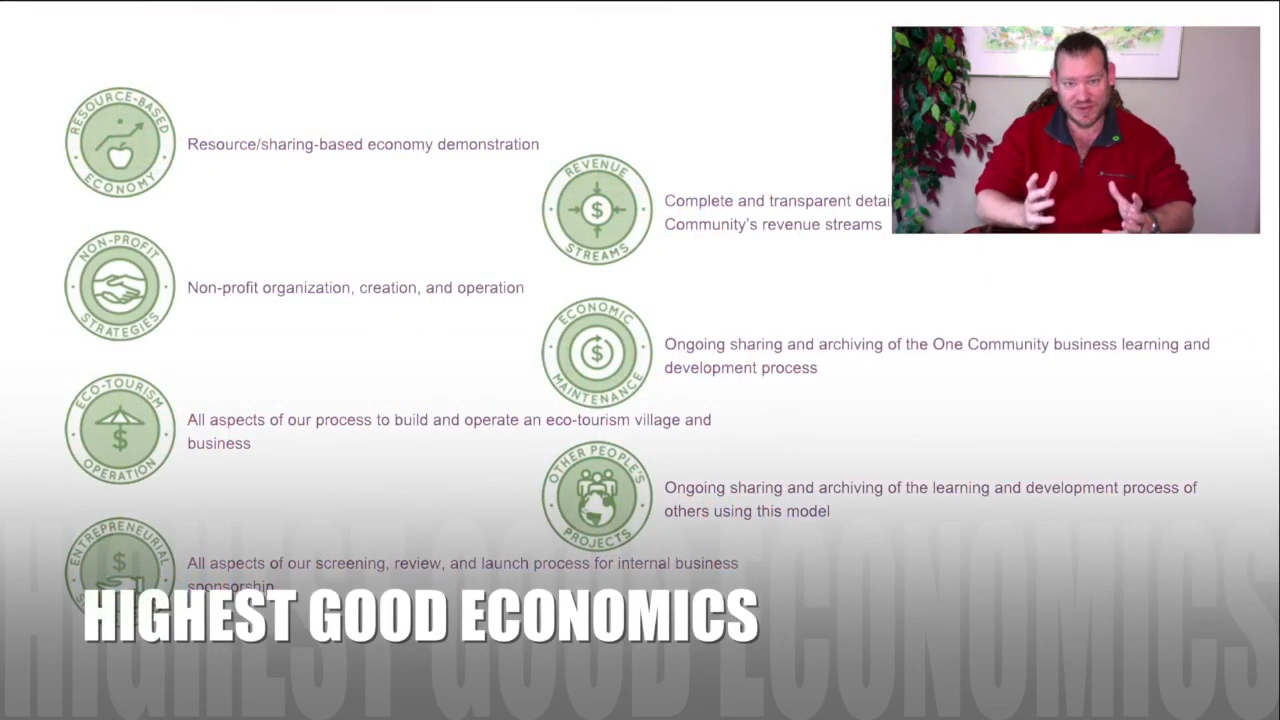 RESOURCE-BASED
ECONOMY
Resource/sharing-based economy demonstration
REVENUE
STREAMS
Complete and transparent detai
Community's revenue streams
NON-PROFIT
STRATEGIES
Non-profit organization, creation, and operation
ECONOMIC
MAINTENANCE
Ongoing sharing and archiving of the One Community business learning and
development process
ECO-TOURISM
OPERATION
All aspects of our process to build and operate an eco-tourism village and
business
OTHER PEOPLE'S
PROJECTS
Ongoing sharing and archiving of the learning and development process of
others using this model
ENTREPRENEURIAL
All aspects of our screening, review, and launch process for internal business
sponsorship
HIGHEST GOOD ECONOMICS
HIGHEST GOOD ECONOMICS